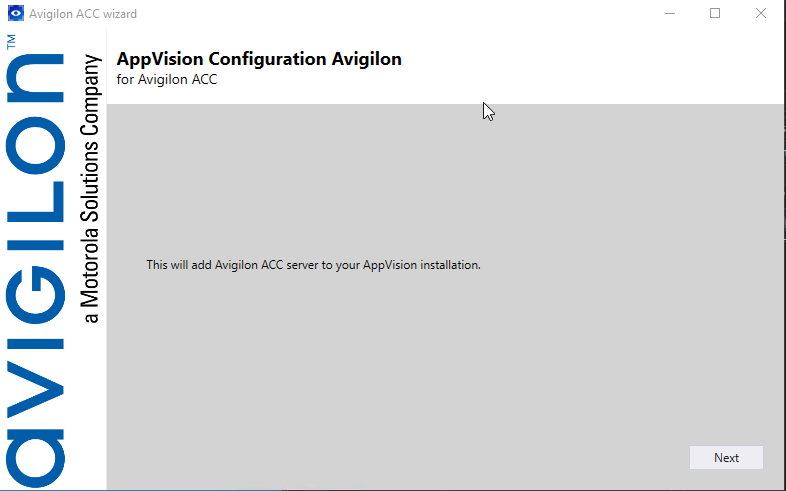 Avigilon ACC wizard
AVIGILON™
a Motorola Solutions Company
AppVision Configuration Avigilon
for Avigilon ACC
This will add Avigilon ACC server to your AppVision installation.
Next